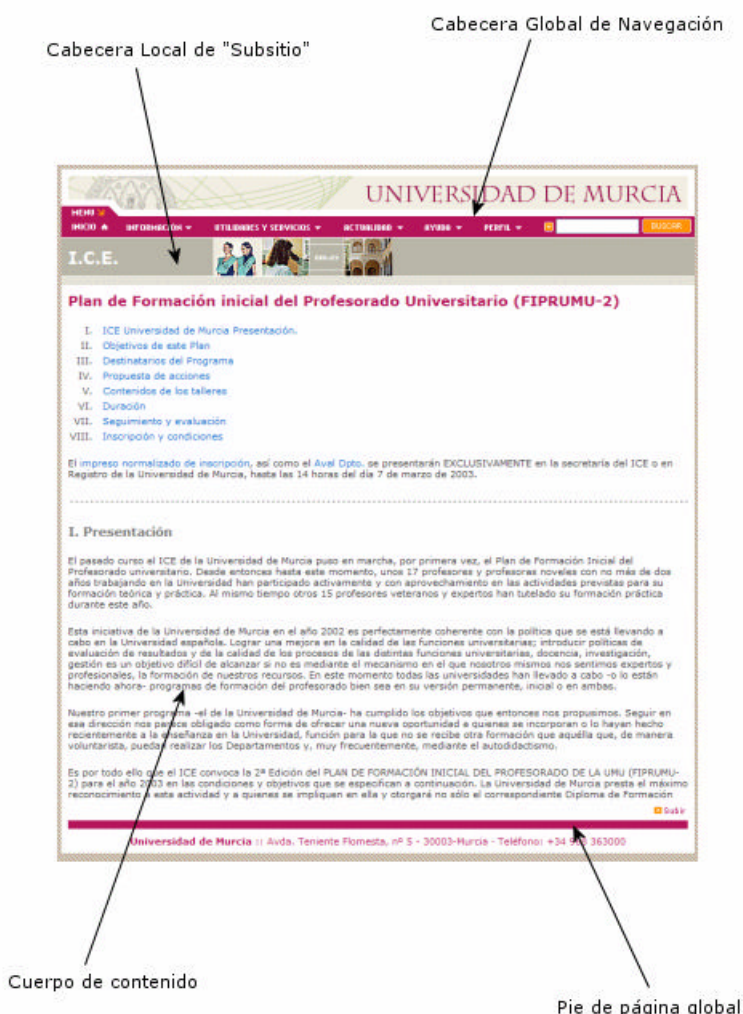 Cabecera Global de Navegación
Cabecera Local de "Subsitio"
UNIVERSIDAD DE MURCIA
MENU
INICIO INFORMACION UTILIDADES Y SERVICIOS ACTUALIDAD AYUDA PERFIL BUSCAR
I.C.E.
Plan de Formación inicial del Profesorado Universitario (FIPRUMU-2)
I. ICE Universidad de Murcia Presentación.
II. Objetivos de este Plan
III. Destinatarios del Programa
IV. Propuesta de acciones
V. Contenidos de los talleres
VI. Duración
VII. Seguimiento y evaluación
VIII. Inscripción y condiciones
El impreso normalizado de inscripción, así como el Aval Dpto. se presentarán EXCLUSIVAMENTE en la secretaría del ICE o en
Registro de la Universidad de Murcia, hasta las 14 horas del día 7 de marzo de 2003.
I. Presentación
El pasado curso el ICE de la Universidad de Murcia puso en marcha, por primera vez, el Plan de Formación Inicial del
Profesorado universitario. Desde entonces hasta este momento, unos 17 profesores y profesoras noveles con no más de dos
años trabajando en la Universidad han participado activamente y con aprovechamiento en las actividades previstas para su
formación teórica y práctica. Al mismo tiempo otros 15 profesores veteranos y expertos han tutelado su formación práctica
durante este año.
Esta iniciativa de la Universidad de Murcia en el año 2002 es perfectamente coherente con la política que se está llevando a
cabo en la Universidad española. Lograr una mejora en la calidad de las funciones universitarias; introducir políticas de
evaluación de resultados y de la calidad de los procesos de las distintas funciones universitarias, docencia, investigación,
gestión es un objetivo difícil de alcanzar si no es mediante el mecanismo en el que nosotros mismos nos sentimos expertos y
profesionales, la formación de nuestros recursos. En este momento todas las universidades han llevado a cabo -o lo están
haciendo ahora- programas de formación del profesorado bien sea en su versión permanente, inicial o en ambas.
Nuestro primer programa -el de la Universidad de Murcia- ha cumplido los objetivos que entonces nos propusimos. Seguir en
esa dirección nos parece obligado como forma de ofrecer una nueva oportunidad a quienes se incorporan o lo hayan hecho
recientemente a la enseñanza en la Universidad, función para la que no se recibe otra formación que aquélla que, de manera
voluntarista, puedan realizar los Departamentos y, muy frecuentemente, mediante el autodidactismo.
Es por todo ello que el ICE convoca la 2ª Edición del PLAN DE FORMACIÓN INICIAL DEL PROFESORADO DE LA UMU (FIPRUMU-
2) para el año 2003 en las condiciones y objetivos que se especifican a continuación. La Universidad de Murcia presta el máximo
reconocimiento a esta actividad y a quienes se impliquen en ella y otorgará no sólo el correspondiente Diploma de Formación
Subir
Universidad de Murcia :: Avda. Teniente Flomesta, nº 5 - 30003-Murcia - Teléfono: +34 968 363000
Cuerpo de contenido
Pie de página global